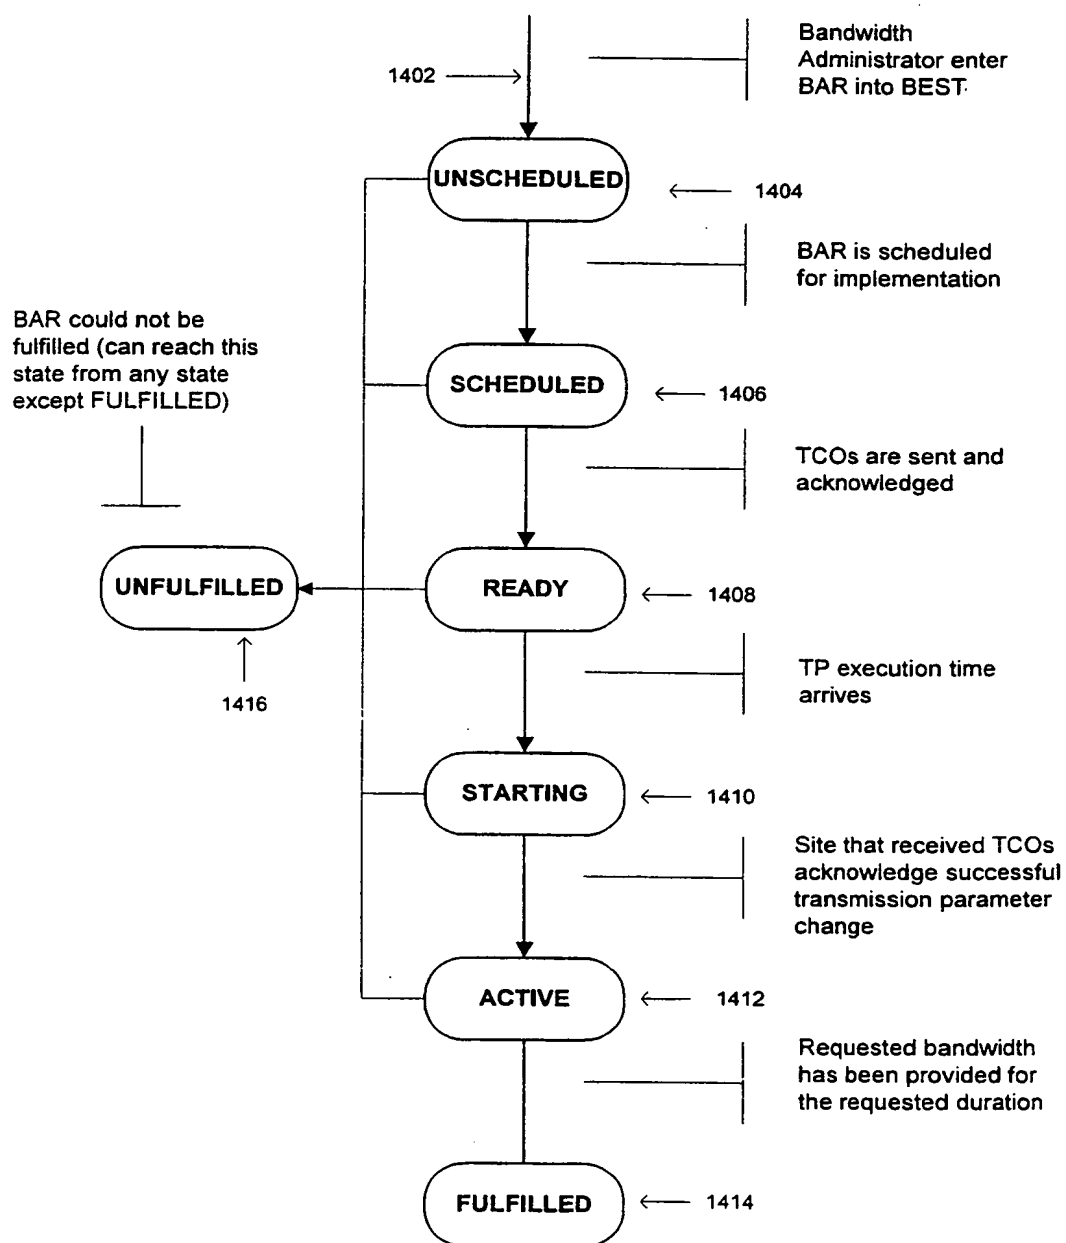 Bandwidth
Administrator enter
BAR into BEST
1402
UNSCHEDULED
1404
BAR is scheduled
for implementation
BAR could not be
fulfilled (can reach this
state from any state
except FULFILLED)
SCHEDULED
1406
TCOs are sent and
acknowledged
UNFULFILLED
READY
1408
1416
TP execution time
arrives
STARTING
1410
Site that received TCOs
acknowledge successful
transmission parameter
change
ACTIVE
1412
Requested bandwidth
has been provided for
the requested duration
FULFILLED
1414